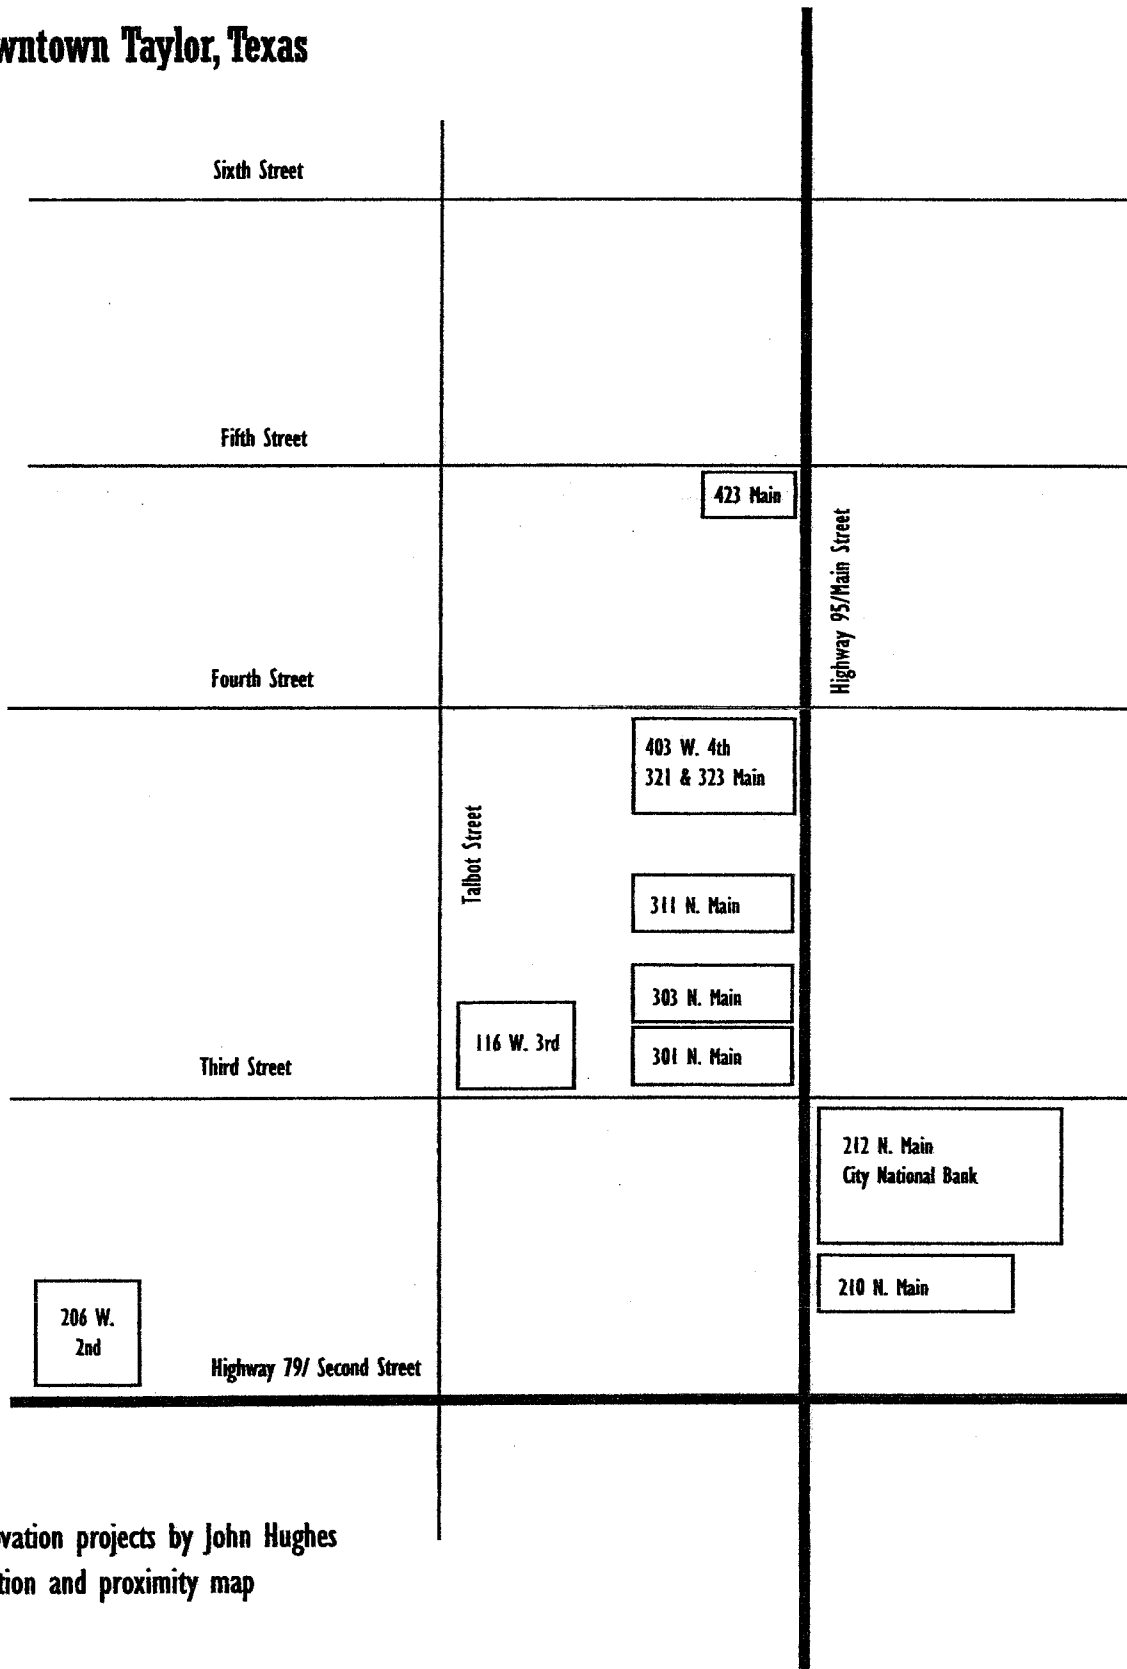 wntown Taylor, Texas
Sixth Street
Fifth Street
423 Main
Highway 95/Main Street
Fourth Street
403 W. 4th
321 & 323 Main
Talbot Street
311 N. Main
303 N. Main
116 W. 3rd
301 N. Main
Third Street
212 N. Main
City National Bank
210 N. Main
206 W.
2nd
Highway 79/ Second Street
vation projects by John Hughes
tion and proximity map